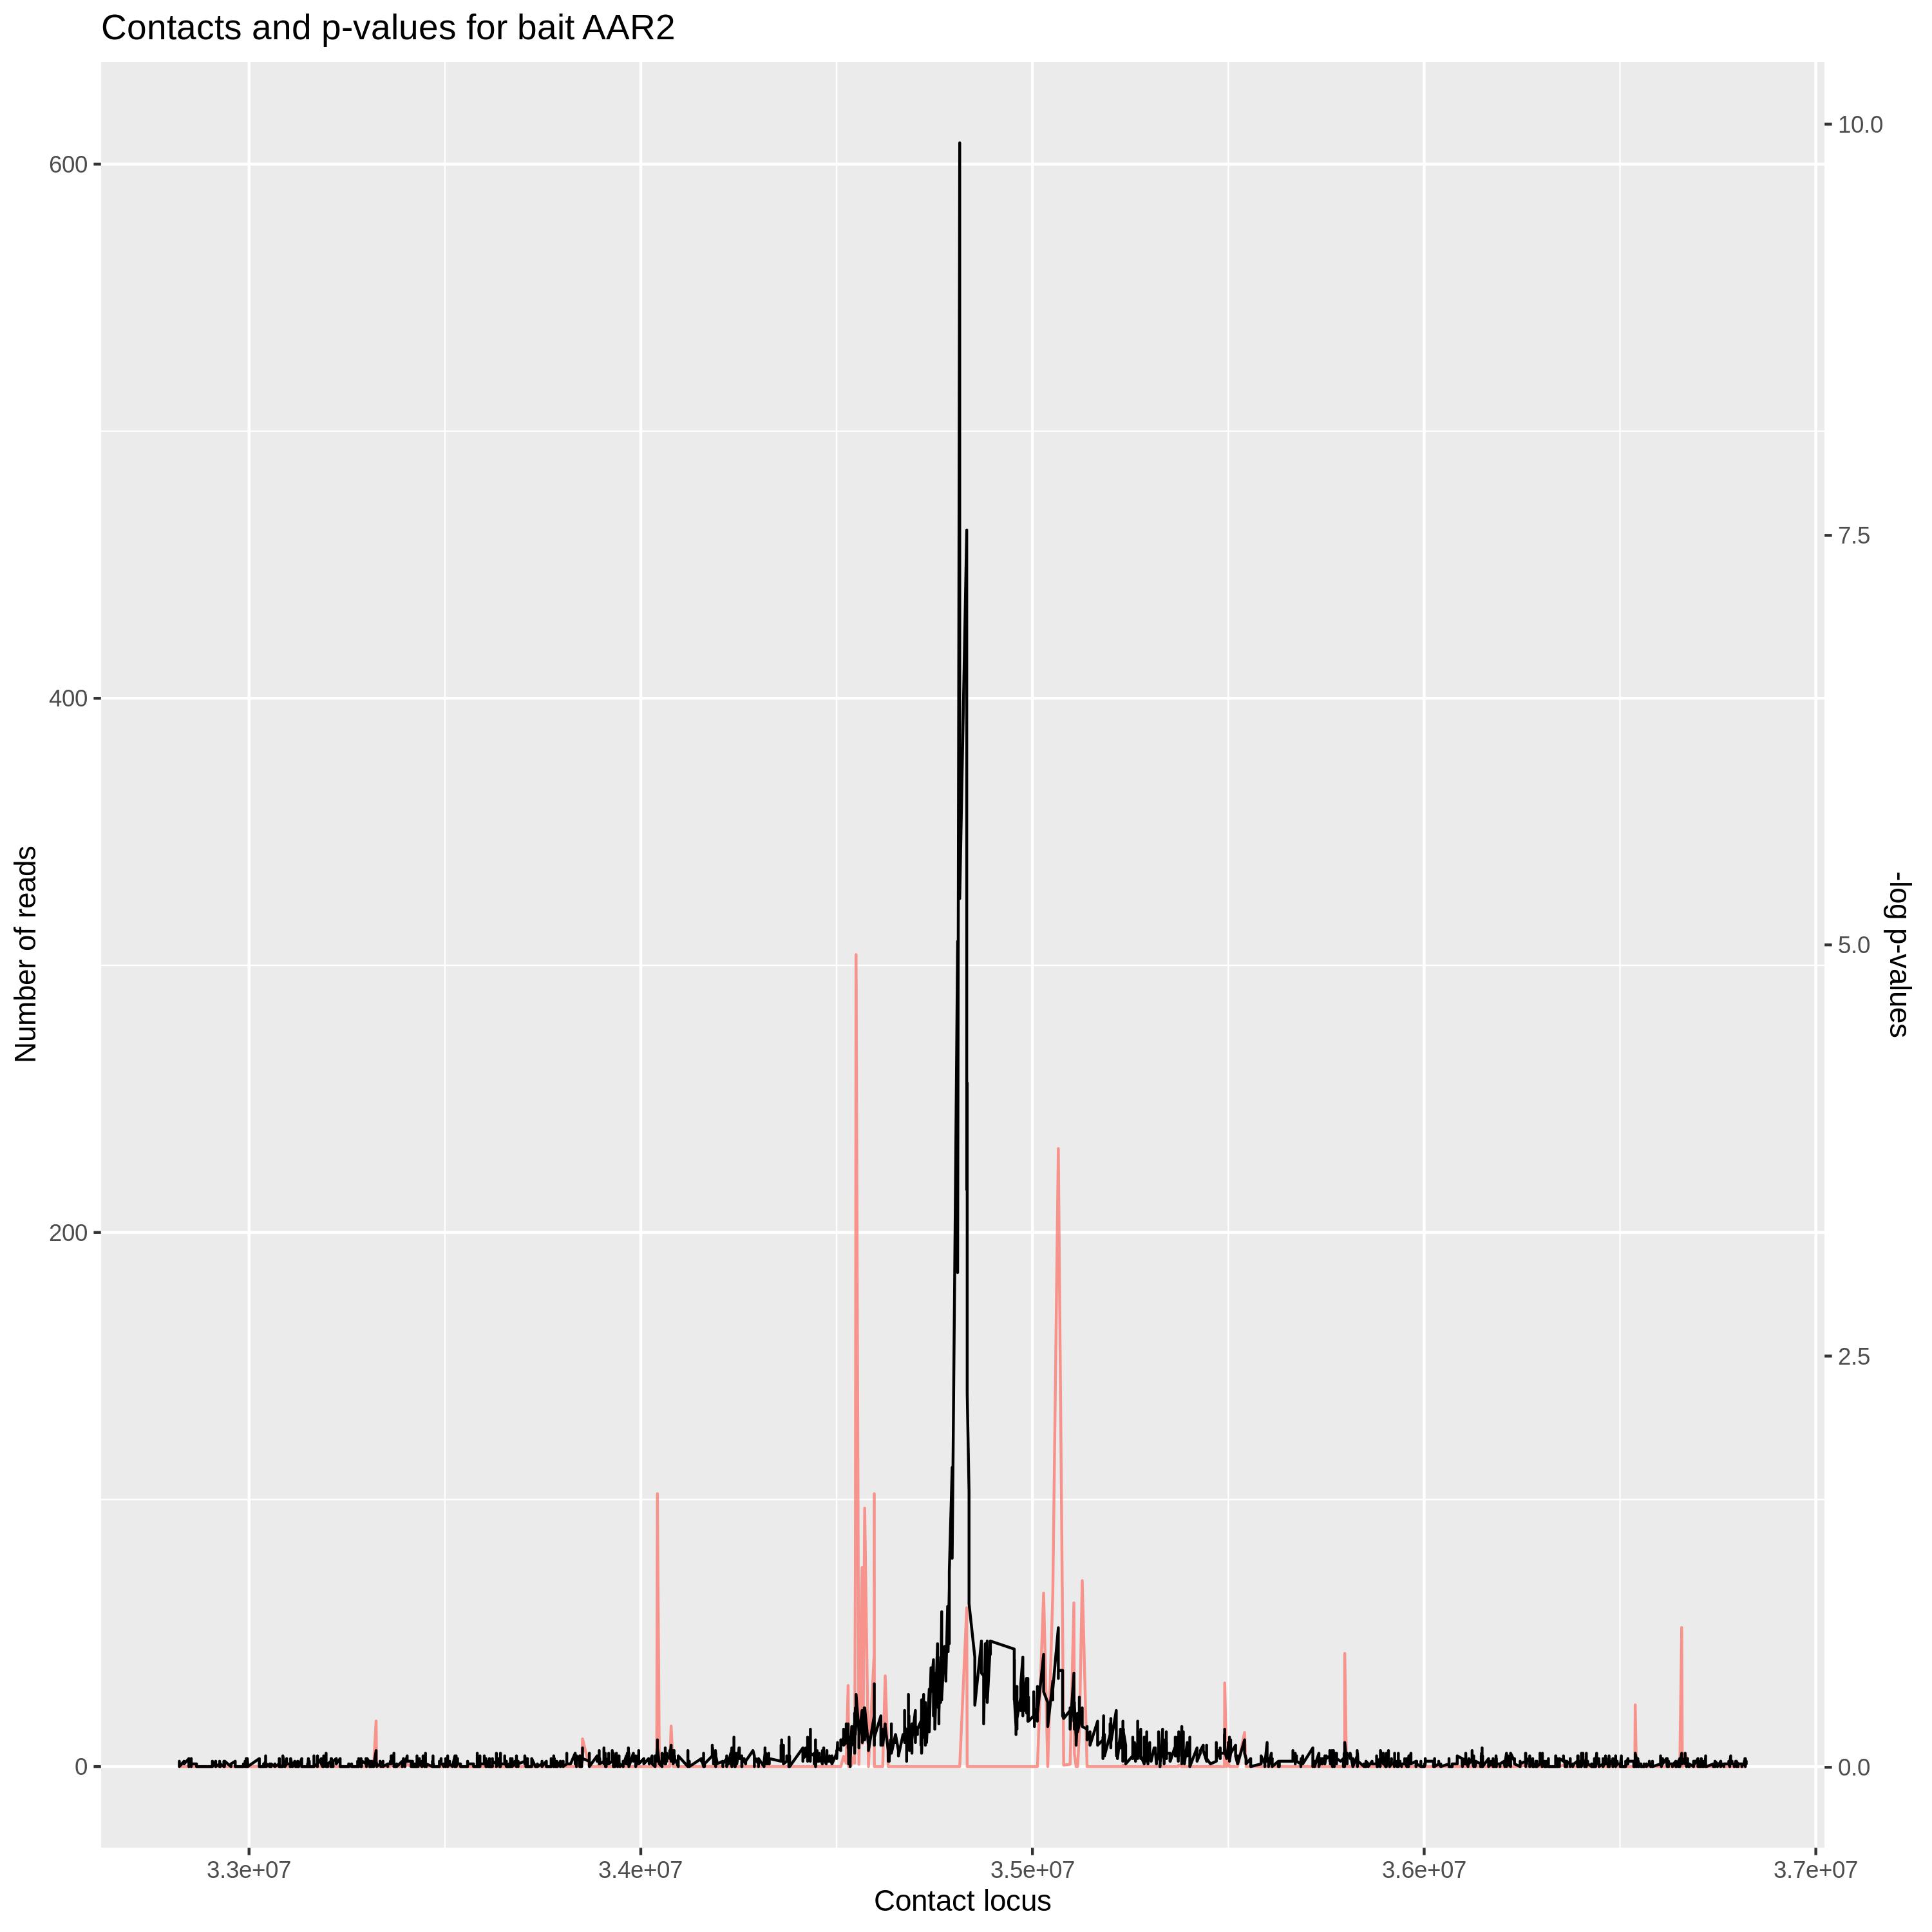 Contacts and p-values for bait AAR2
600
400
200
0
Number of reads
10.0
7.5
5.0
2.5
0.0
-log p-values
3.3e+07
3.4e+07
3.5e+07
3.6e+07
3.7e+07
Contact locus